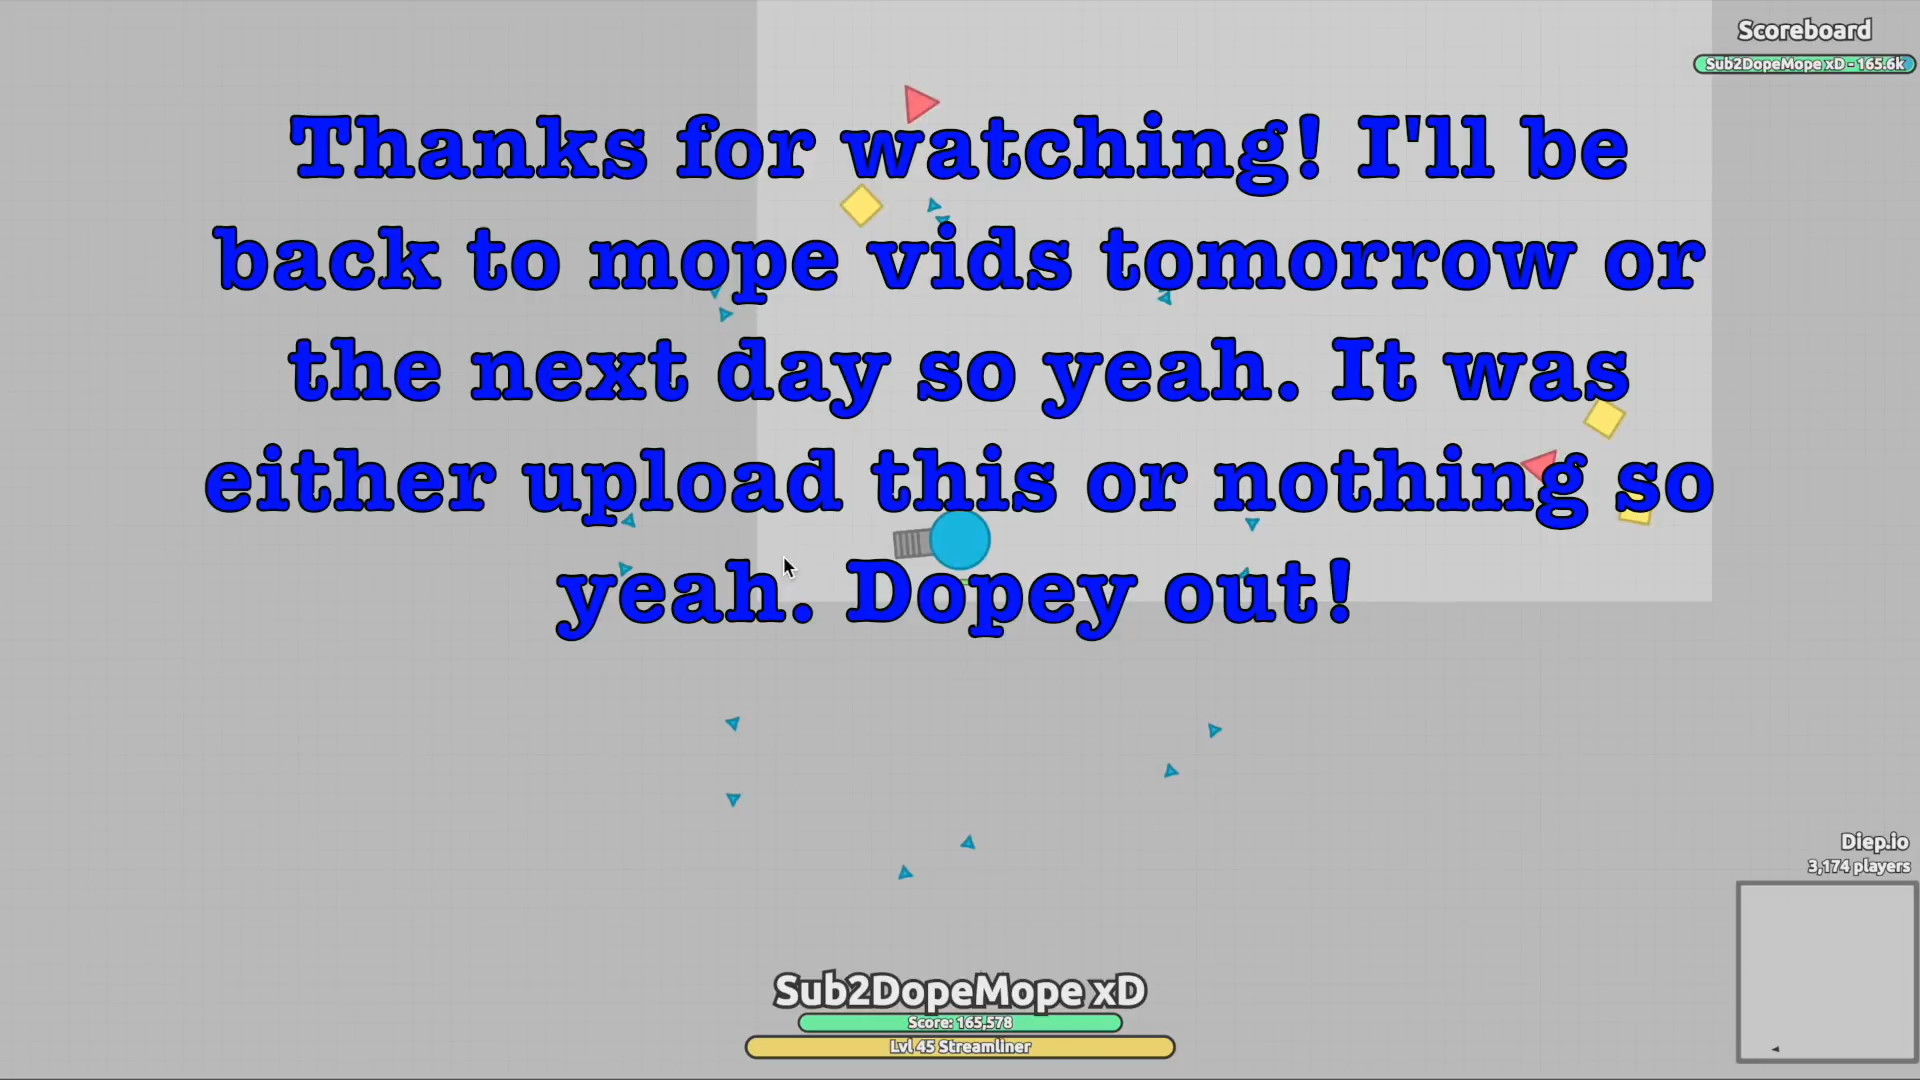 Scoreboard
Sub2DopeMope xD - 165.6k
Thanks for watching! I'll be
back to mope vids tomorrow or
the next day so yeah. It was
either upload this or nothing so
yeah. Dopey out!
Diep.io
3,174 players
Sub2DopeMope xD
Score: 165,578
Lvl 45 Streamliner